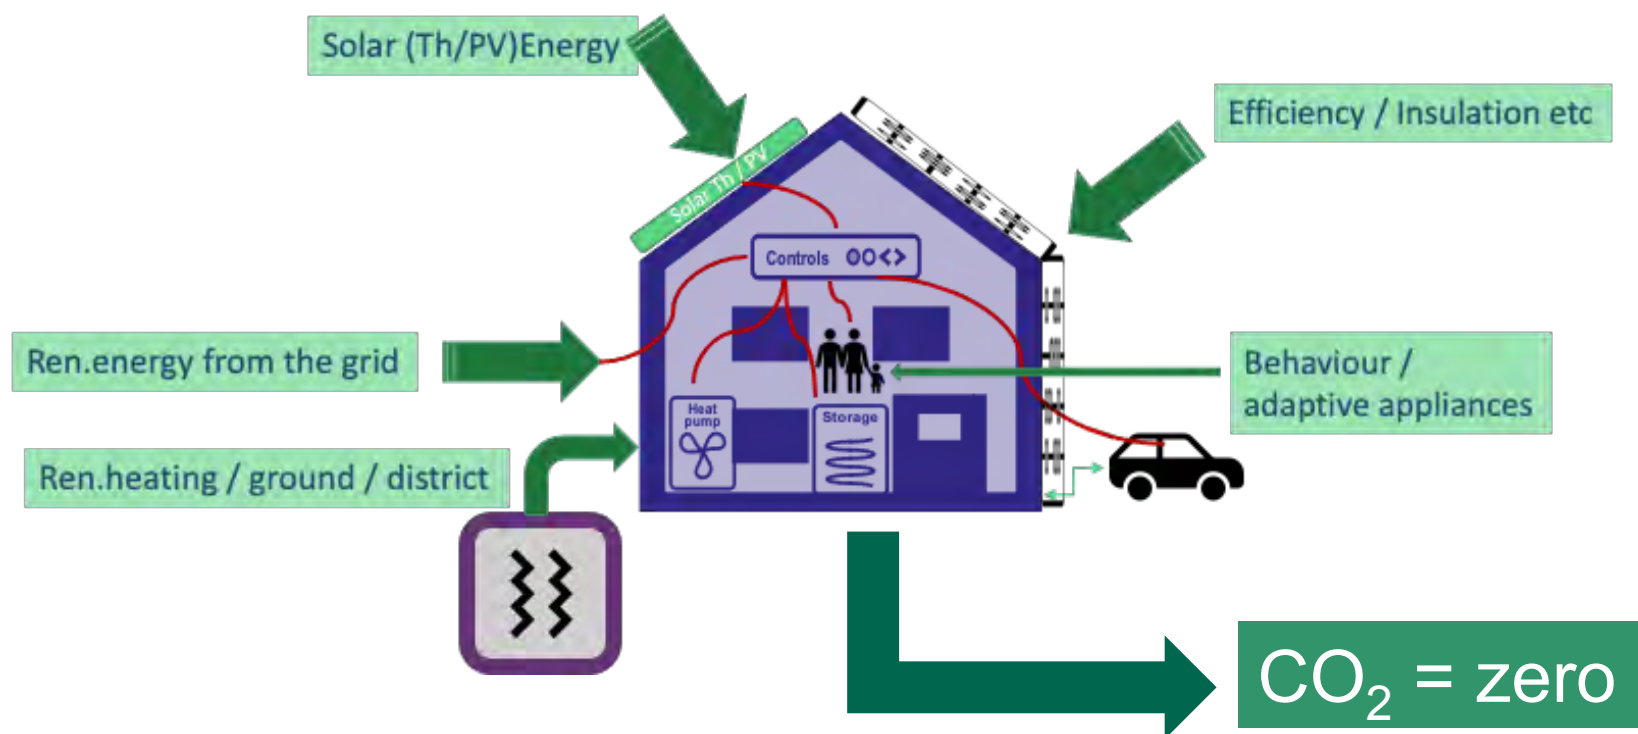 Solar (Th/PV)Energy
Efficiency / Insulation etc
Solar Th / PV
Controls
Ren.energy from the grid
Behaviour /
adaptive appliances
Heat
pump
Storage
Ren.heating / ground / district
CO₂ = zero